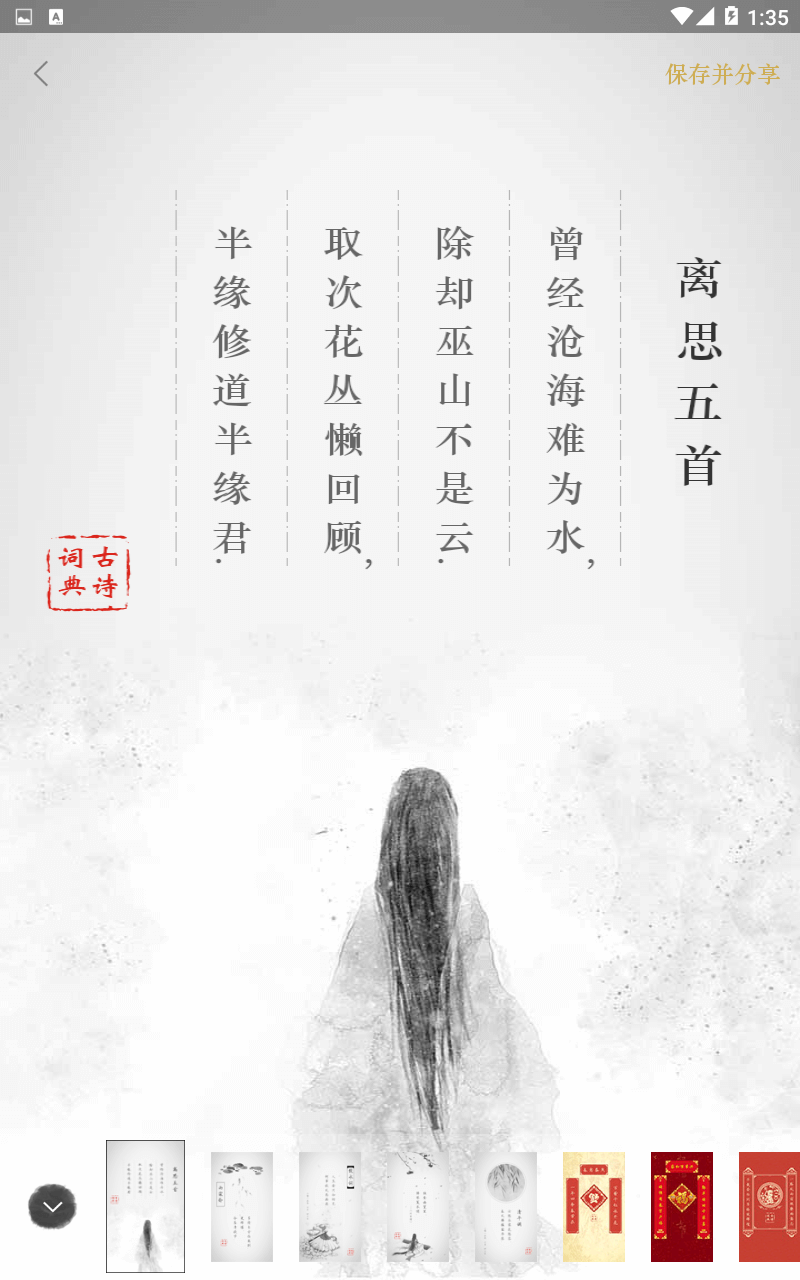 1:35
保存并分享
离思五首
曾经沧海难为水,
除却巫山不是云.
取次花丛懒回顾,
半缘修道半缘君.
古诗
词典